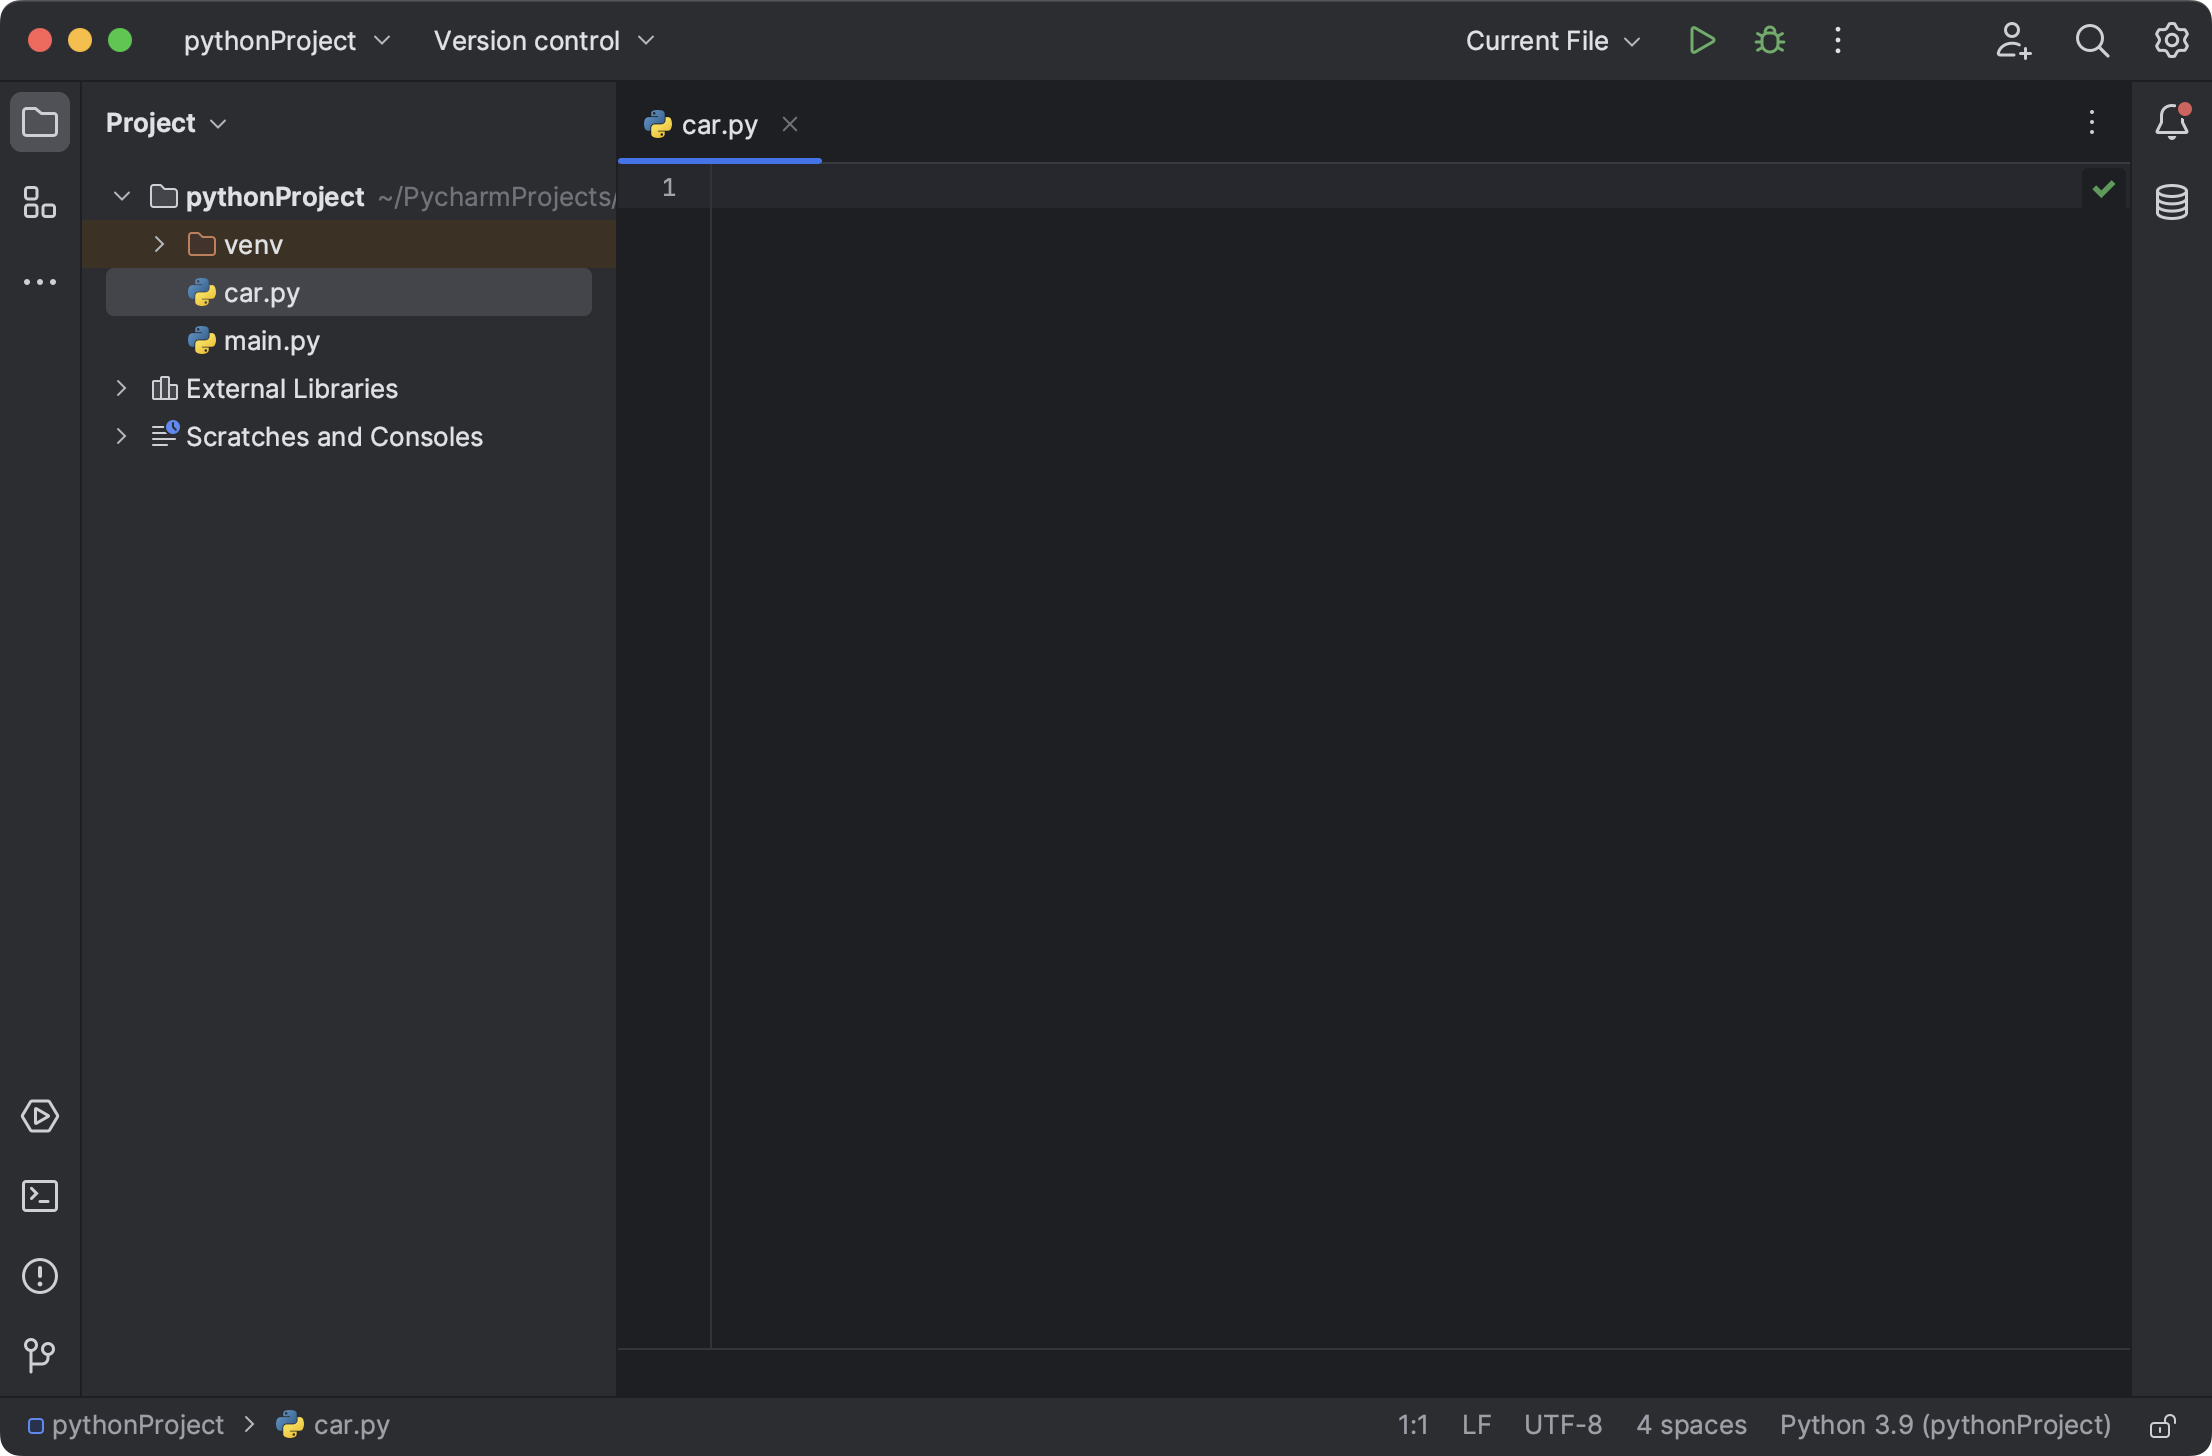 pythonProject Version control Current File
Project
car.py
pythonProject ~/PycharmProjects/
1
venv
car.py
main.py
External Libraries
Scratches and Consoles
pythonProject car.py 1:1 LF UTF-8 4 spaces Python 3.9 (pythonProject)